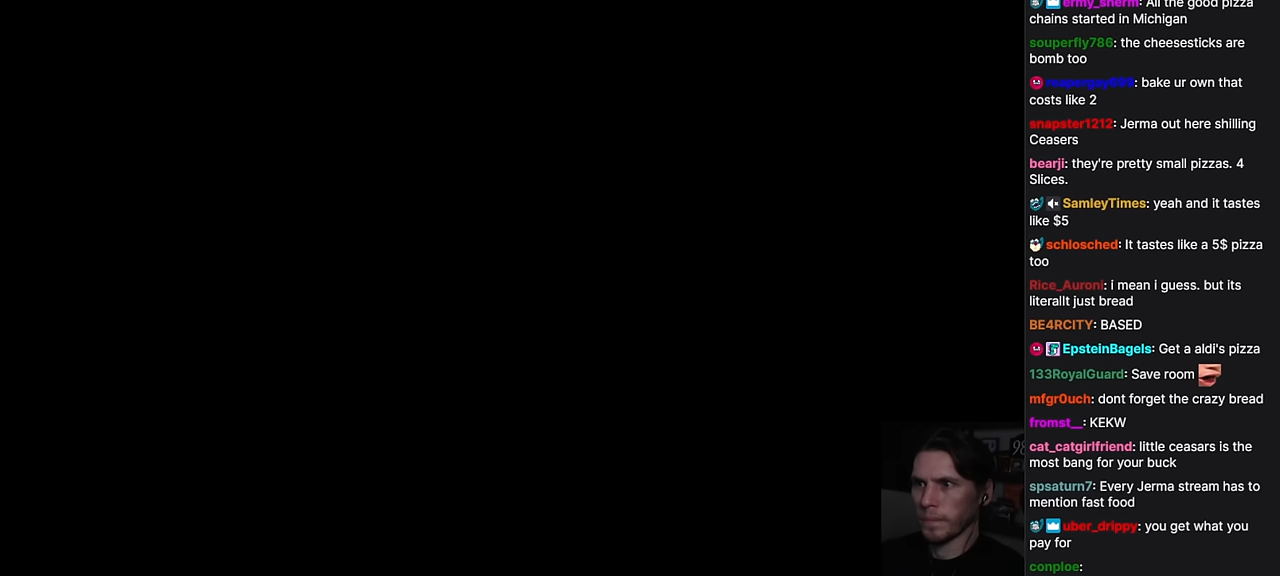 ermy_sherm: All the good pizza
chains started in Michigan
souperfly786: the cheesesticks are
bomb too
: bake ur own that
costs like 2
snapster1212: Jerma out here shilling
Ceasers
bearji: they're pretty small pizzas. 4
Slices.
SamleyTimes: yeah and it tastes
like $5
schlosched: It tastes like a 5$ pizza
too
Rice_Auroni: i mean i guess. but its
literallt just bread
BE4RCITY: BASED
EpsteinBagels: Get a aldi's pizza
133RoyalGuard: Save room
mfgr0uch: dont forget the crazy bread
fromst__: KEKW
cat_catgirlfriend: little ceasars is the
most bang for your buck
spsaturn7: Every Jerma stream has to
mention fast food
uber_drippy: you get what you
pay for
conploe: